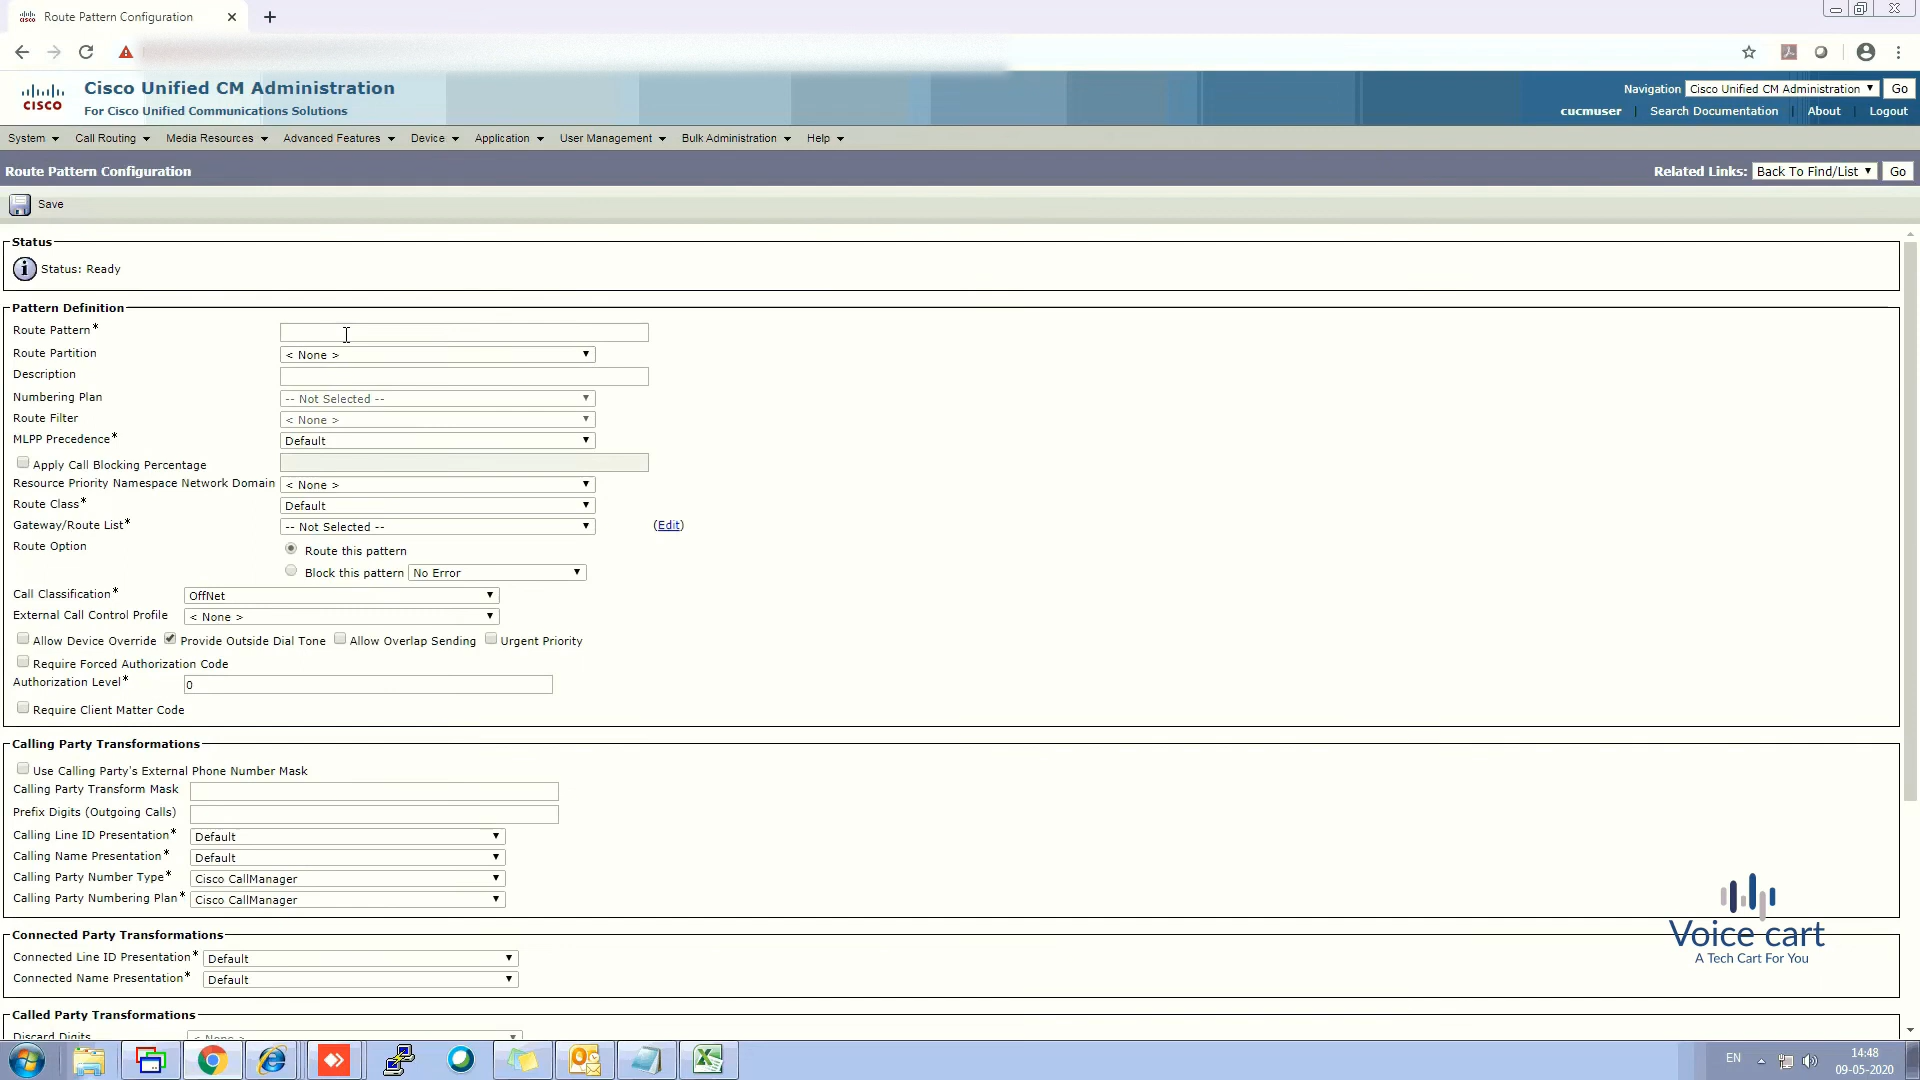 Route Pattern Configuration
CISCO
Cisco Unified CM Administration
For Cisco Unified Communications Solutions
Navigation Cisco Unified CM Administration Go
cucmuser Search Documentation About Logout
System Call Routing Media Resources Advanced Features Device Application User Management Bulk Administration Help
Route Pattern Configuration Related Links: Back To Find/List Go
Save
Status
Status: Ready
Pattern Definition
Route Pattern*
Route Partition < None >
Description
Numbering Plan -- Not Selected --
Route Filter < None >
MLPP Precedence* Default
Apply Call Blocking Percentage
Resource Priority Namespace Network Domain < None >
Route Class* Default
Gateway/Route List* -- Not Selected -- (Edit)
Route Option Route this pattern
Block this pattern No Error
Call Classification* OffNet
External Call Control Profile < None >
Allow Device Override Provide Outside Dial Tone Allow Overlap Sending Urgent Priority
Require Forced Authorization Code
Authorization Level* 0
Require Client Matter Code
Calling Party Transformations
Use Calling Party's External Phone Number Mask
Calling Party Transform Mask
Prefix Digits (Outgoing Calls)
Calling Line ID Presentation* Default
Calling Name Presentation* Default
Calling Party Number Type* Cisco CallManager
Calling Party Numbering Plan* Cisco CallManager
Voice cart
A Tech Cart For You
Connected Party Transformations
Connected Line ID Presentation* Default
Connected Name Presentation* Default
Called Party Transformations
Discard Digits < None >
EN 14:48
09-05-2020